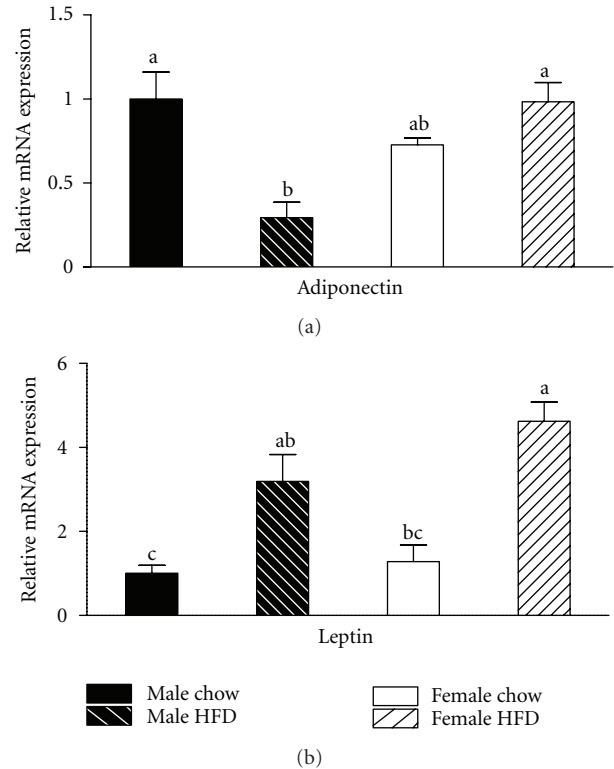 1.5
1
0.5
0
Relative mRNA expression
a
b
ab
a
Adiponectin
(a)
6
4
2
0
Relative mRNA expression
c
ab
bc
a
Leptin
Male chow
Male HFD
Female chow
Female HFD
(b)